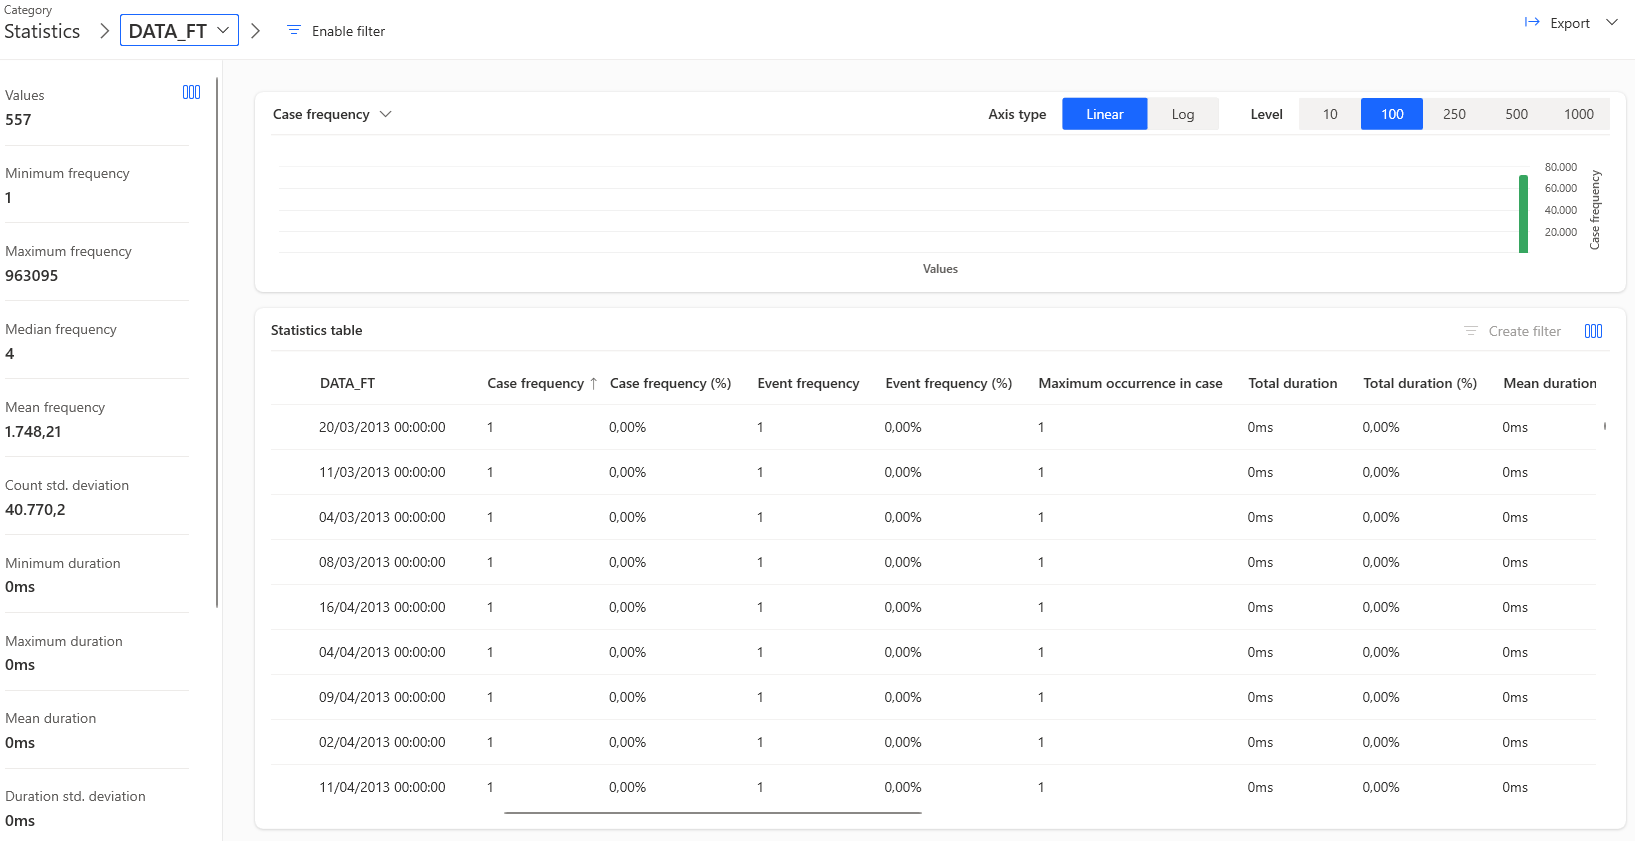 Category
Statistics
DATA_FT
Enable filter
Export
Values
557
Minimum frequency
1
Maximum frequency
963095
Median frequency
4
Mean frequency
1.748,21
Count std. deviation
40.770,2
Minimum duration
0ms
Maximum duration
0ms
Mean duration
0ms
Duration std. deviation
0ms
Case frequency
Axis type Linear Log Level 10 100 250 500 1000
80.000
60.000
40.000
20.000
Case frequency
Values
Statistics table
Create filter
DATA_FT Case frequency ↑ Case frequency (%) Event frequency Event frequency (%) Maximum occurrence in case Total duration Total duration (%) Mean duration
20/03/2013 00:00:00 1 0,00% 1 0,00% 1 0ms 0,00% 0ms
11/03/2013 00:00:00 1 0,00% 1 0,00% 1 0ms 0,00% 0ms
04/03/2013 00:00:00 1 0,00% 1 0,00% 1 0ms 0,00% 0ms
08/03/2013 00:00:00 1 0,00% 1 0,00% 1 0ms 0,00% 0ms
16/04/2013 00:00:00 1 0,00% 1 0,00% 1 0ms 0,00% 0ms
04/04/2013 00:00:00 1 0,00% 1 0,00% 1 0ms 0,00% 0ms
09/04/2013 00:00:00 1 0,00% 1 0,00% 1 0ms 0,00% 0ms
02/04/2013 00:00:00 1 0,00% 1 0,00% 1 0ms 0,00% 0ms
11/04/2013 00:00:00 1 0,00% 1 0,00% 1 0ms 0,00% 0ms